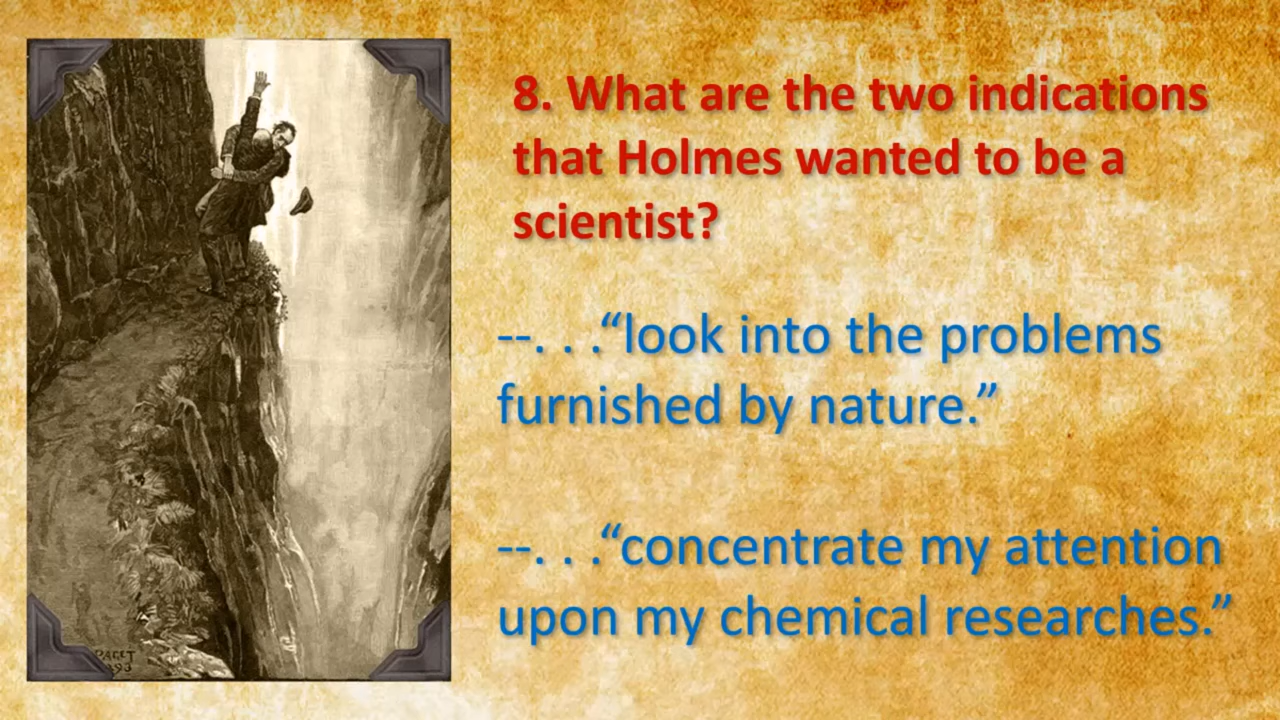 8. What are the two indications
that Holmes wanted to be a
scientist?
--. . .“look into the problems
furnished by nature.”
--. . .“concentrate my attention
upon my chemical researches.”
PAGET